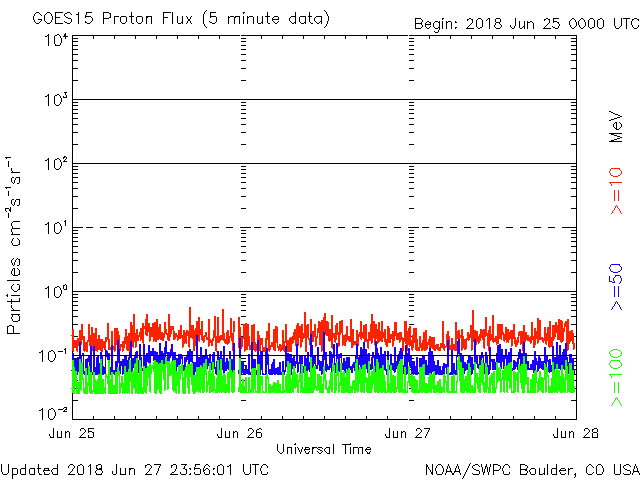 GOES15 Proton Flux (5 minute data)
Begin: 2018 Jun 25 0000 UTC
Particles cm⁻²s⁻¹sr⁻¹
10⁴
10³
10²
10¹
10⁰
10⁻¹
10⁻²
Jun 25 Jun 26 Jun 27 Jun 28
Universal Time
MeV
>=10
>=50
>=100
Updated 2018 Jun 27 23:56:01 UTC
NOAA/SWPC Boulder, CO USA